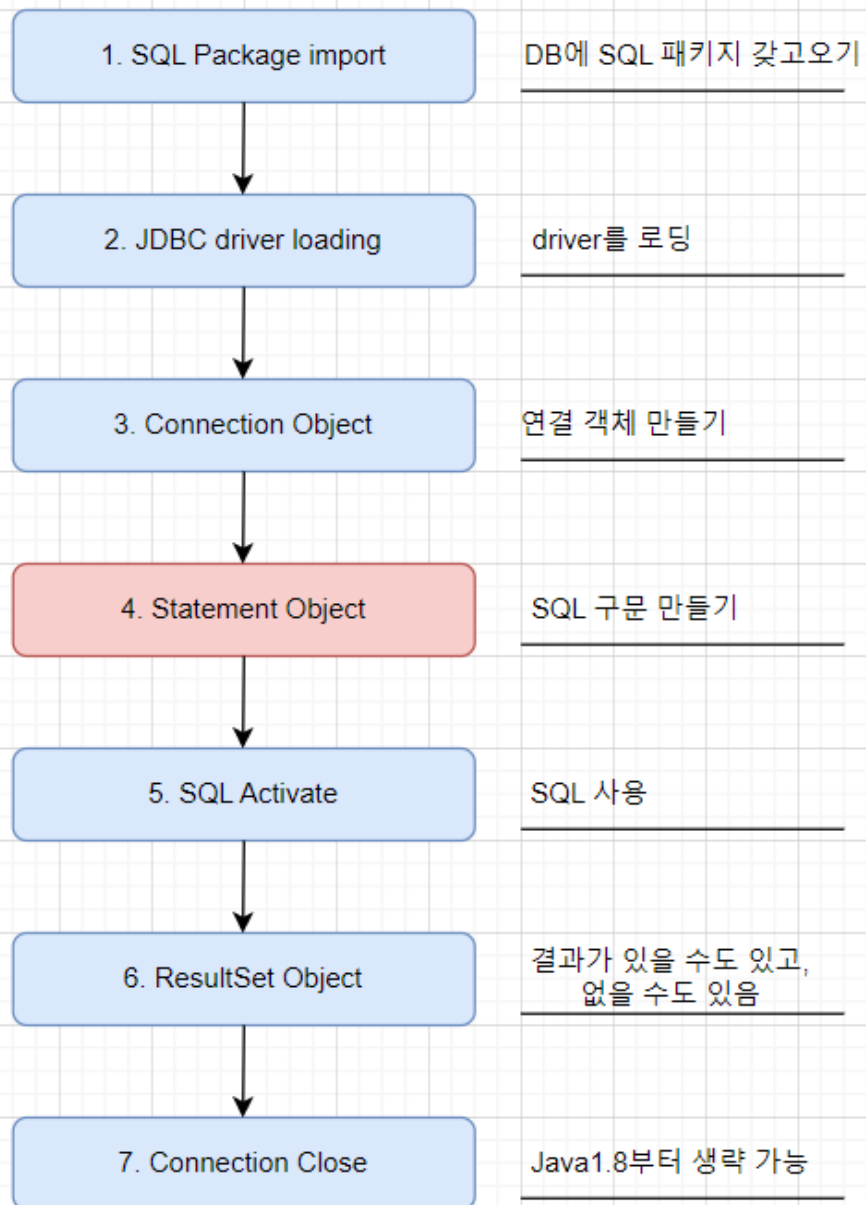 1. SQL Package import
DB에 SQL 패키지 갖고오기
2. JDBC driver loading
driver를 로딩
3. Connection Object
연결 객체 만들기
4. Statement Object
SQL 구문 만들기
5. SQL Activate
SQL 사용
6. ResultSet Object
결과가 있을 수도 있고,
없을 수도 있음
7. Connection Close
Java1.8부터 생략 가능